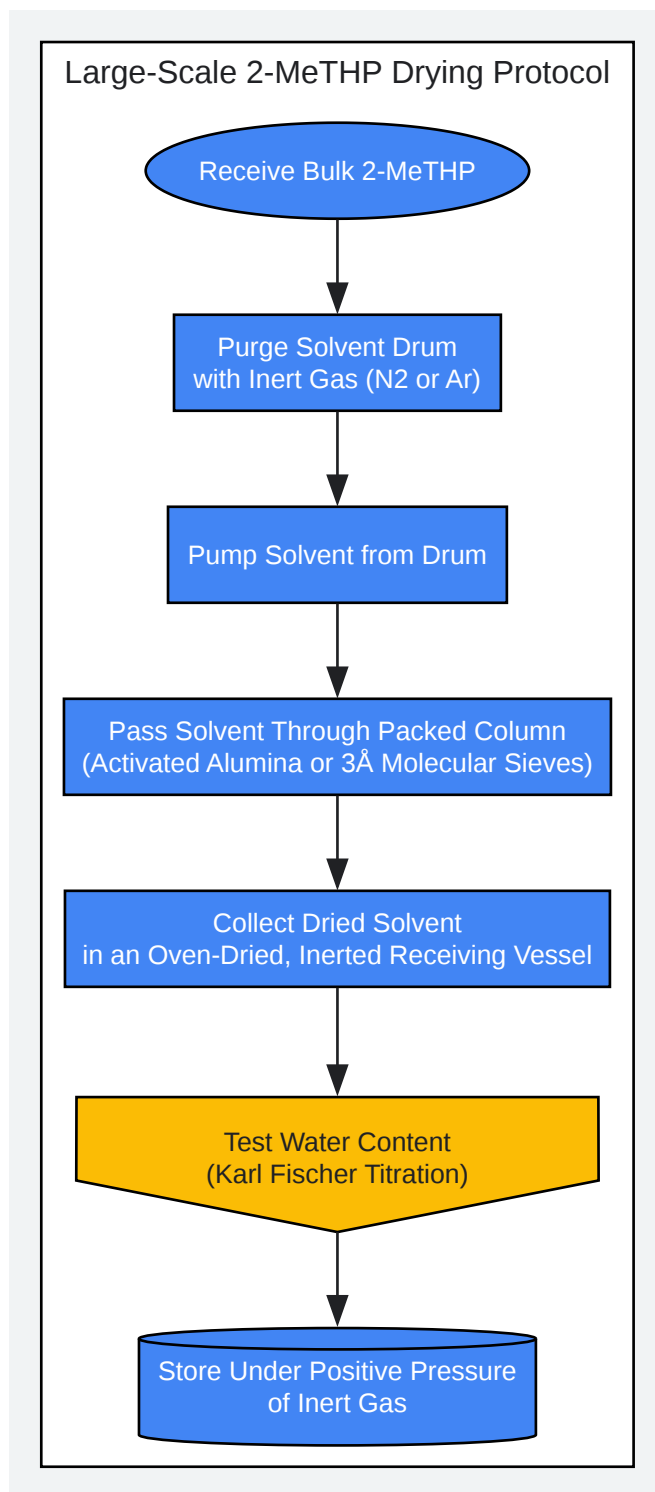 Large-Scale 2-MeTHP Drying Protocol
Receive Bulk 2-MeTHP
Purge Solvent Drum
with Inert Gas (N2 or Ar)
Pump Solvent from Drum
Pass Solvent Through Packed Column
(Activated Alumina or 3Å Molecular Sieves)
Collect Dried Solvent
in an Oven-Dried, Inerted Receiving Vessel
Test Water Content
(Karl Fischer Titration)
Store Under Positive Pressure
of Inert Gas